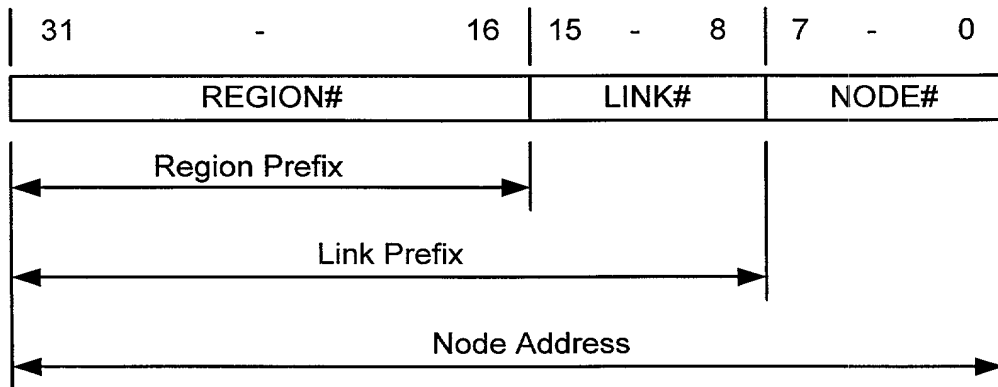 31 - 16 15 - 8 7 - 0
REGION# LINK# NODE#
Region Prefix
Link Prefix
Node Address